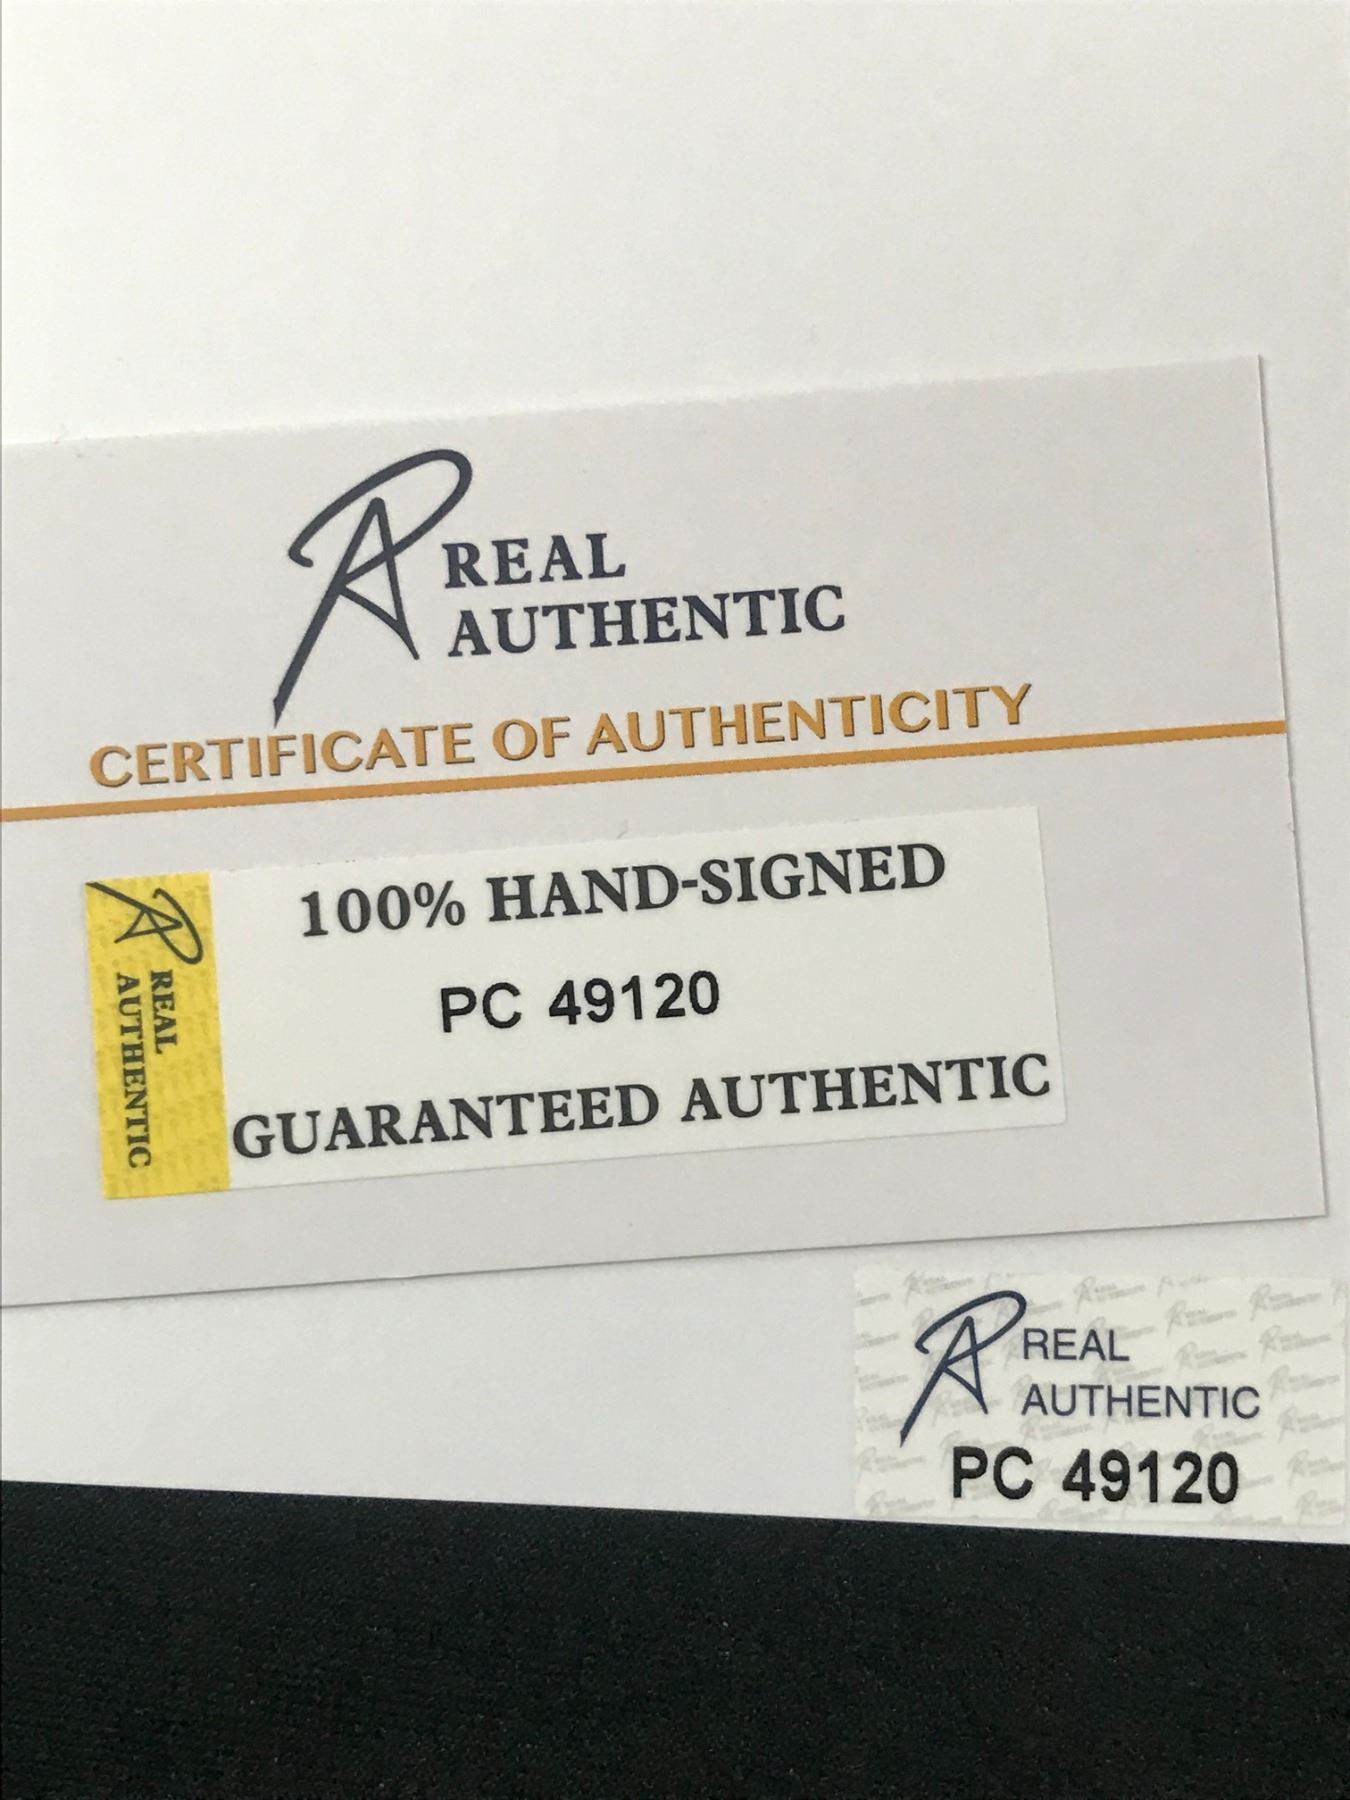 REAL
AUTHENTIC
CERTIFICATE OF AUTHENTICITY
REAL
AUTHENTIC
100% HAND-SIGNED
PC 49120
GUARANTEED AUTHENTIC
REAL
AUTHENTIC
PC 49120